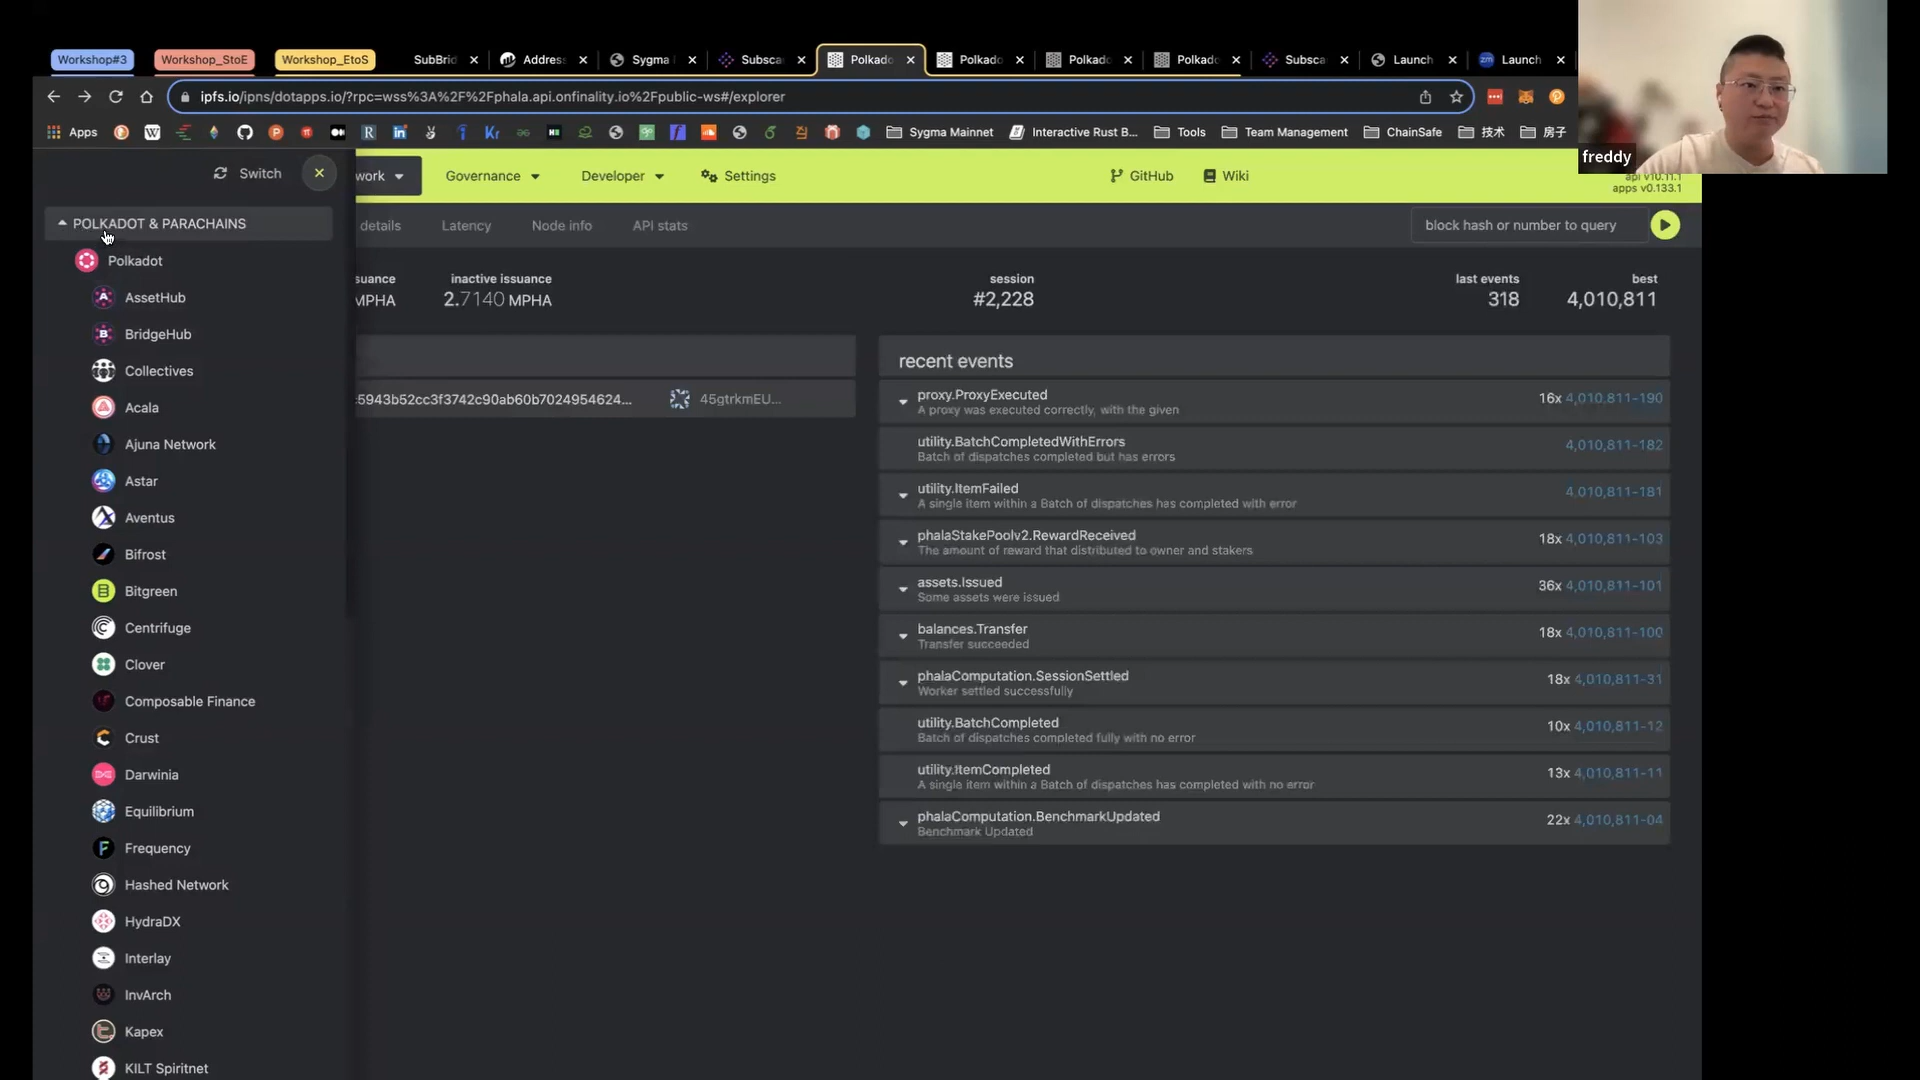 Workshop#3 Workshop_StoE Workshop_EtoS SubBrid Address Sygma Subsca Polkado Polkado Polkado Polkado Subsca Launch Launch
ipfs.io/ipns/dotapps.io/?rpc=wss%3A%2F%2Fphala.api.onfinality.io%2Fpublic-ws#/explorer
Apps Sygma Mainnet Interactive Rust B... Tools Team Management ChainSafe 技术 房子
freddy
Switch
work Governance Developer Settings GitHub Wiki
api v10.11.1
apps v0.133.1
details Latency Node info API stats block hash or number to query
POLKADOT & PARACHAINS
Polkadot
AssetHub
BridgeHub
Collectives
Acala
Ajuna Network
Astar
Aventus
Bifrost
Bitgreen
Centrifuge
Clover
Composable Finance
Crust
Darwinia
Equilibrium
Frequency
Hashed Network
HydraDX
Interlay
InvArch
Kapex
KILT Spiritnet
suance inactive issuance session last events best
MPHA 2.7140 MPHA #2,228 318 4,010,811
5943b52cc3f3742c90ab60b7024954624... 45gtrkmEU...
recent events
proxy.ProxyExecuted 16x 4,010,811-190
A proxy was executed correctly, with the given
utility.BatchCompletedWithErrors 4,010,811-182
Batch of dispatches completed but has errors
utility.ItemFailed 4,010,811-181
A single item within a Batch of dispatches has completed with error
phalaStakePoolv2.RewardReceived 18x 4,010,811-103
The amount of reward that distributed to owner and stakers
assets.Issued 36x 4,010,811-101
Some assets were issued
balances.Transfer 18x 4,010,811-100
Transfer succeeded
phalaComputation.SessionSettled 18x 4,010,811-31
Worker settled successfully
utility.BatchCompleted 10x 4,010,811-12
Batch of dispatches completed fully with no error
utility.ItemCompleted 13x 4,010,811-11
A single item within a Batch of dispatches has completed with no error
phalaComputation.BenchmarkUpdated 22x 4,010,811-04
Benchmark Updated